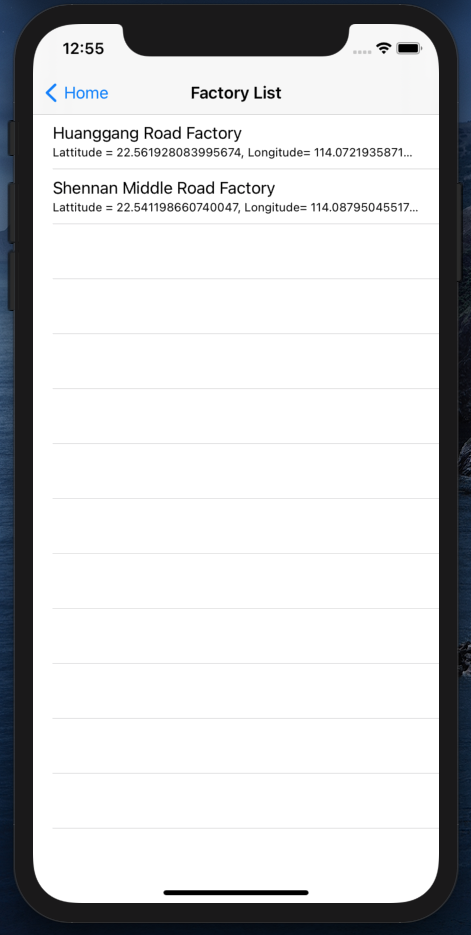 12:55
Home
Factory List
Huanggang Road Factory
Lattitude = 22.561928083995674, Longitude= 114.0721935871...
Shennan Middle Road Factory
Lattitude = 22.541198660740047, Longitude= 114.08795045517...